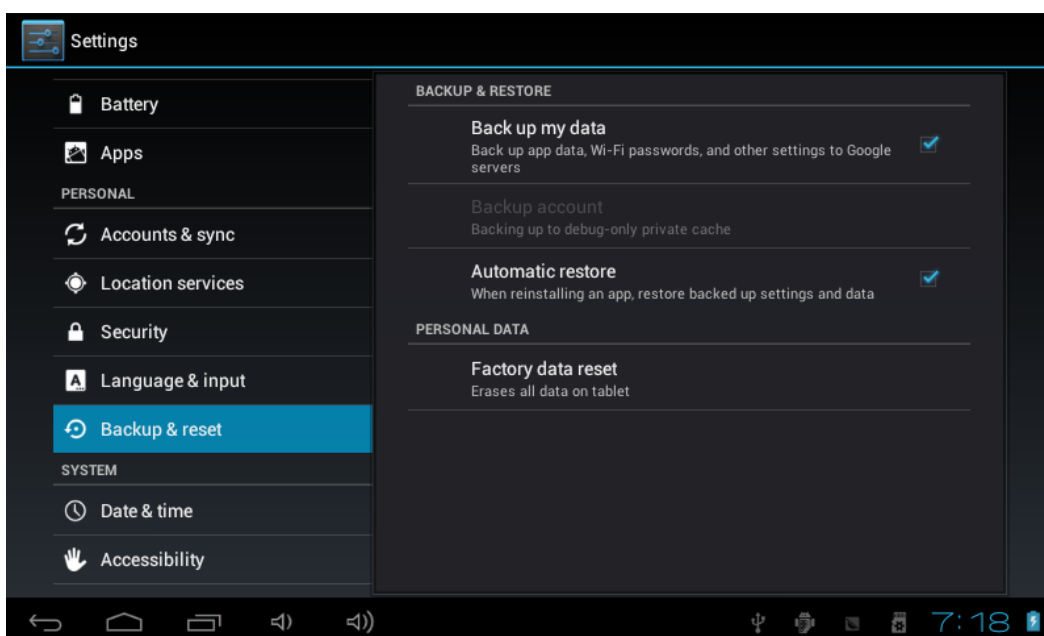 Settings
Battery
Apps
PERSONAL
Accounts & sync
Location services
Security
Language & input
Backup & reset
SYSTEM
Date & time
Accessibility
BACKUP & RESTORE
Back up my data
Back up app data, Wi-Fi passwords, and other settings to Google
servers
Backup account
Backing up to debug-only private cache
Automatic restore
When reinstalling an app, restore backed up settings and data
PERSONAL DATA
Factory data reset
Erases all data on tablet
7:18